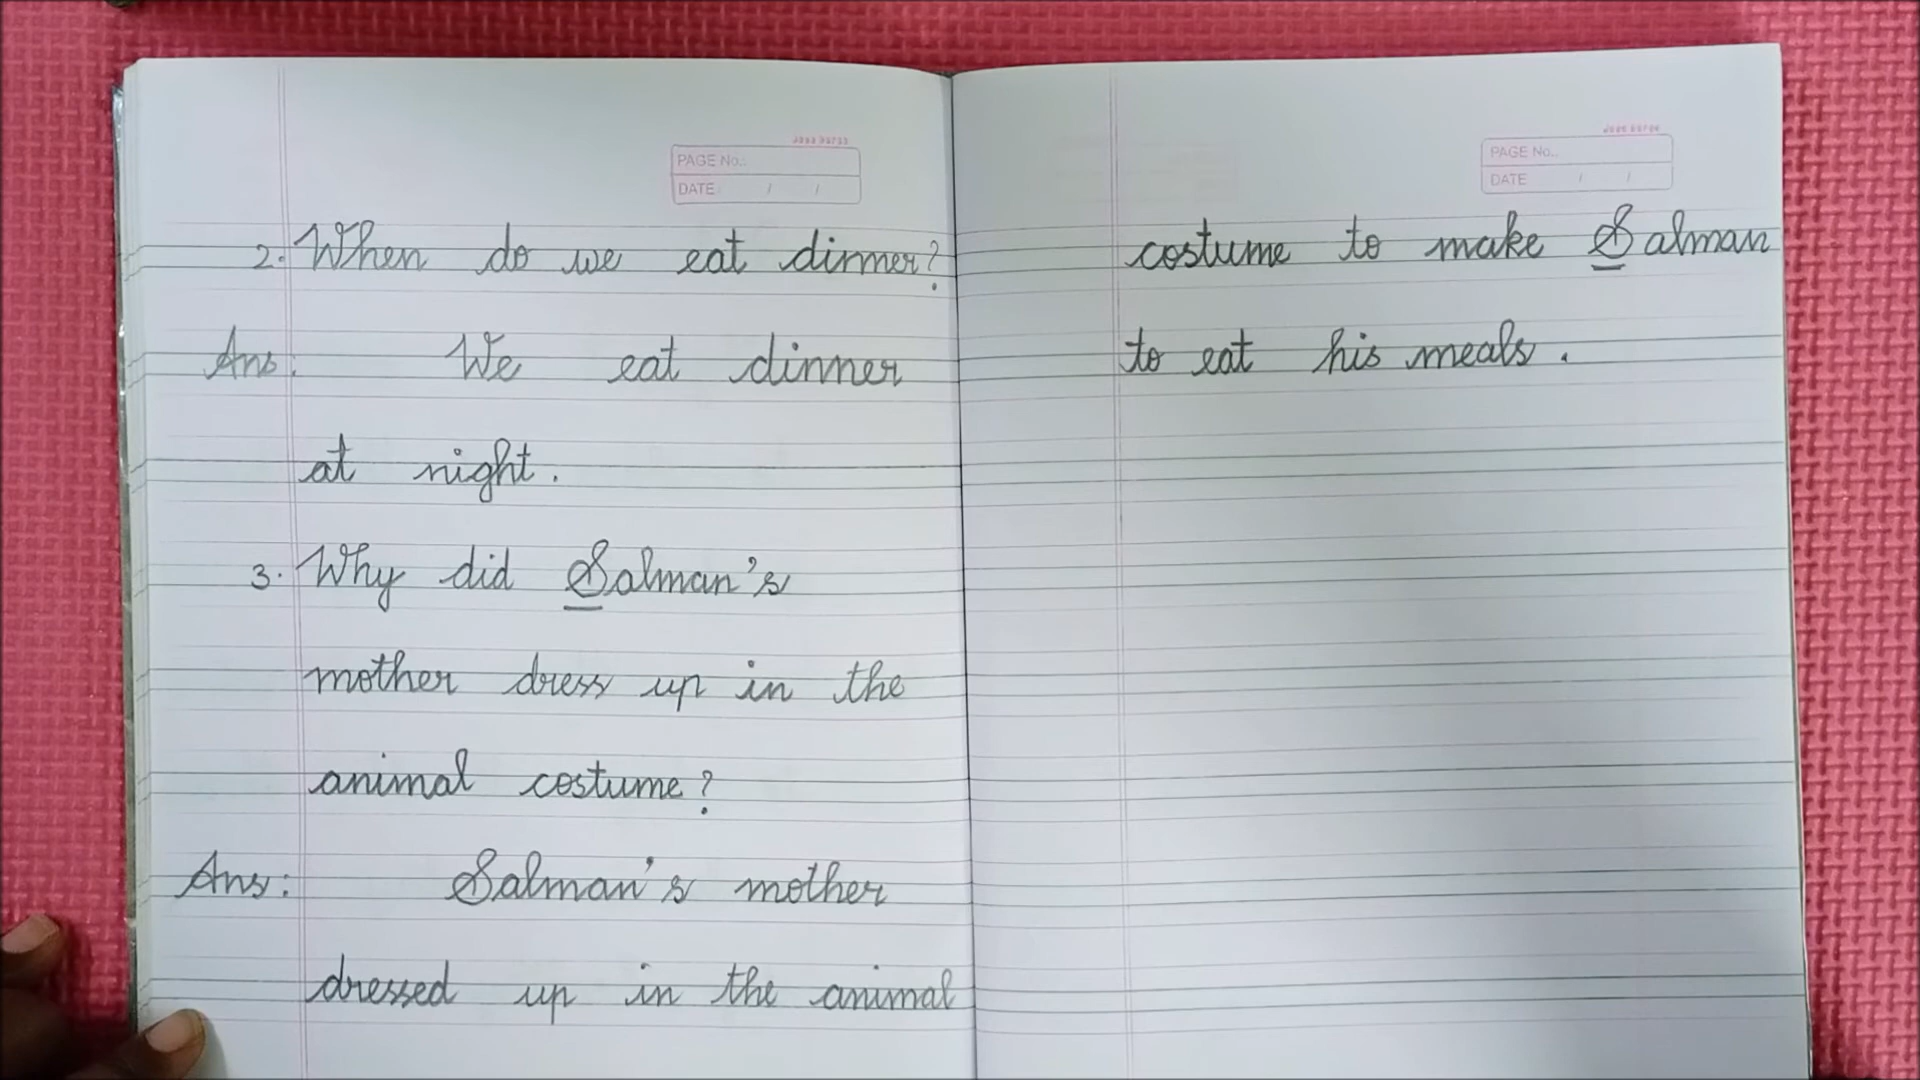 PAGE No.:
DATE / /
2. When do we eat dinner?
Ans: We eat dinner
at night.
3. Why did Salman's
mother dress up in the
animal costume?
Ans: Salman's mother
dressed up in the animal
PAGE No.:
DATE / /
costume to make Salman
to eat his meals.